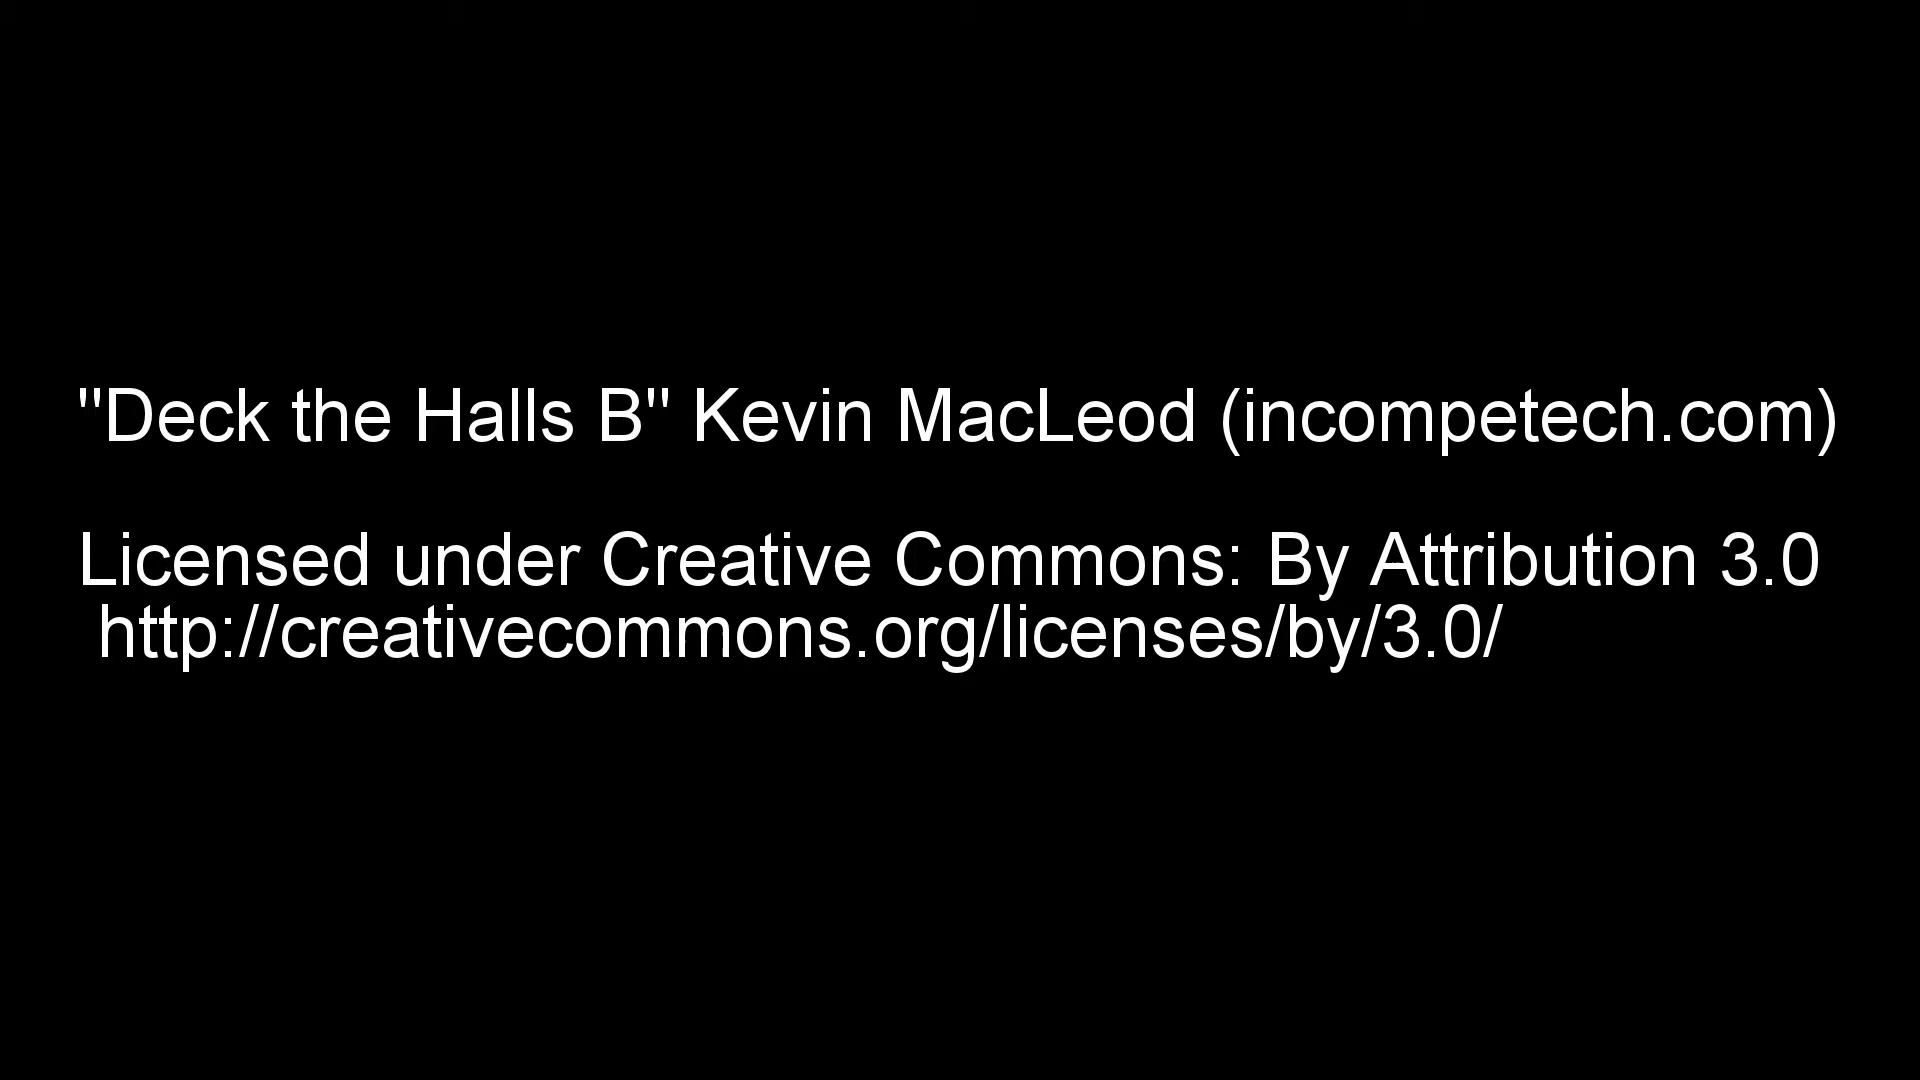 "Deck the Halls B" Kevin MacLeod (incompetech.com)
Licensed under Creative Commons: By Attribution 3.0
http://creativecommons.org/licenses/by/3.0/